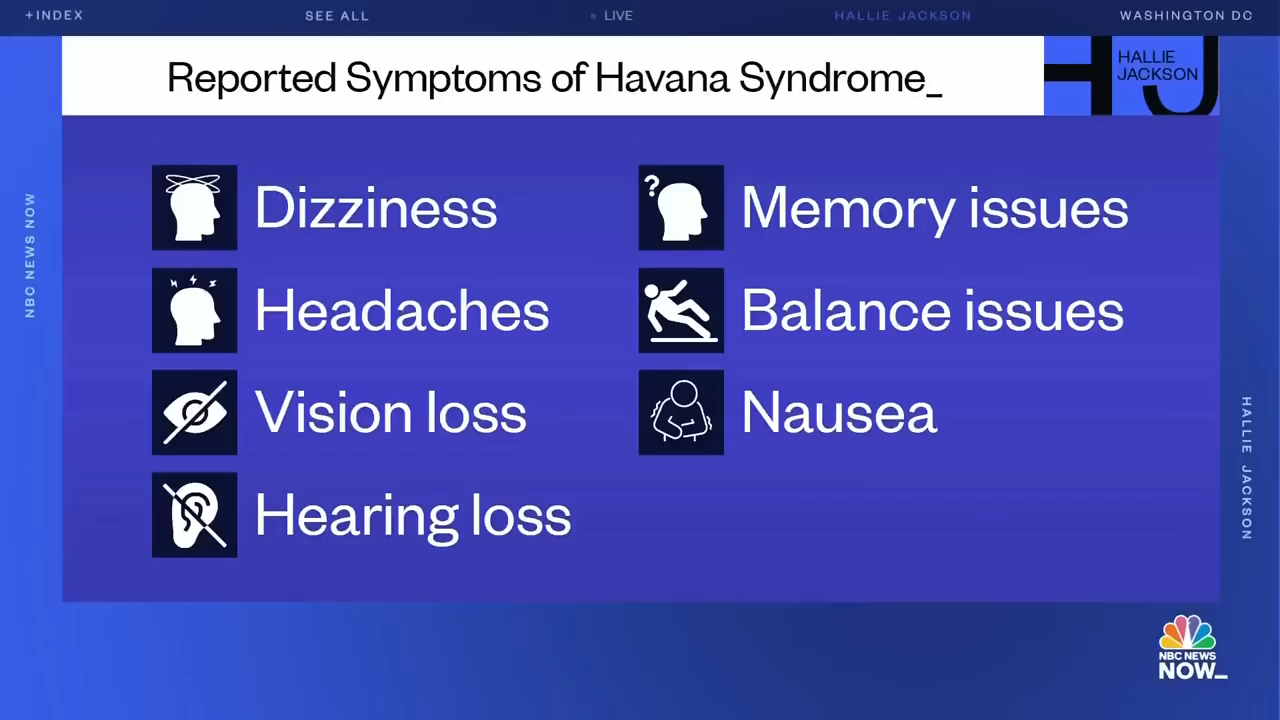 +INDEX
SEE ALL
LIVE
HALLIE JACKSON
WASHINGTON DC
Reported Symptoms of Havana Syndrome_
HALLIE
JACKSON
HJ
NBC NEWS NOW
Dizziness
Memory issues
?
Headaches
Balance issues
Vision loss
Nausea
Hearing loss
HALLIE JACKSON
NBC NEWS
NOW_